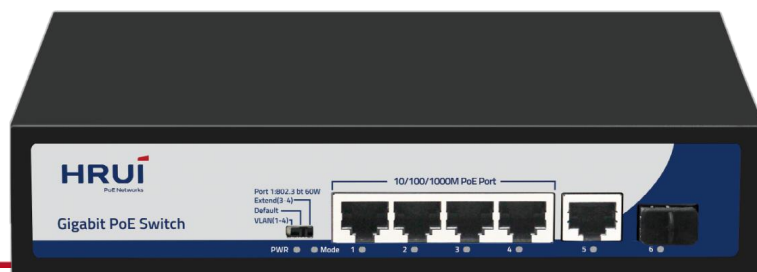 HRUI
PoE Networks
Gigabit PoE Switch
Port 1:802.3 bt 60W
Extend(3-4)
Default
VLAN(1-4)
10/100/1000M PoE Port
PWR Mode 1 2 3 4 5 6